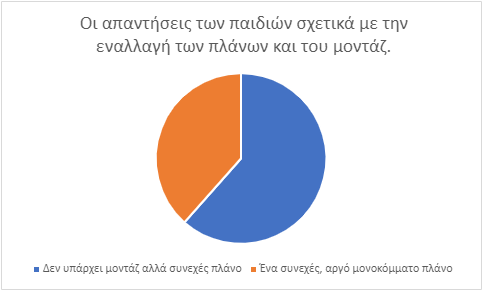 Οι απαντήσεις των παιδιών σχετικά με την
εναλλαγή των πλάνων και του μοντάζ.
Δεν υπάρχει μοντάζ αλλά συνεχές πλάνο
Ένα συνεχές, αργό μονοκόμματο πλάνο